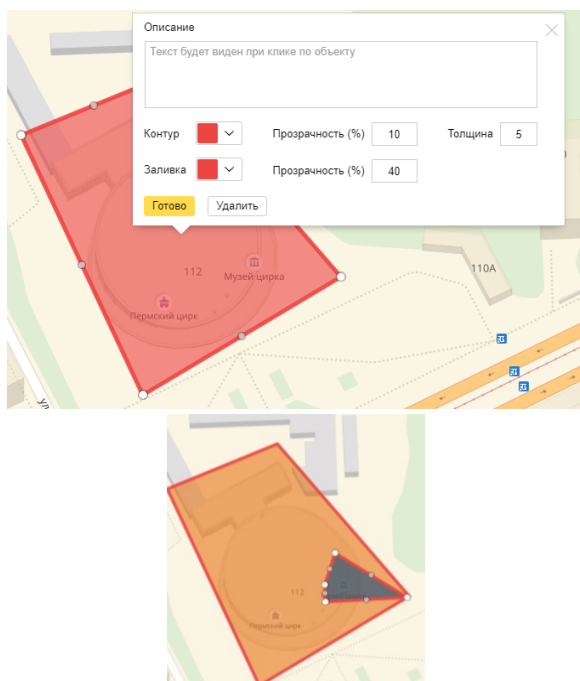 Описание
Текст будет виден при клике по объекту
Контур
Прозрачность (%) 10
Толщина 5
Заливка
Прозрачность (%) 40
Готово
Удалить
112
Музей цирка
Пермский цирк
110А
ул
112
Пермский цирк